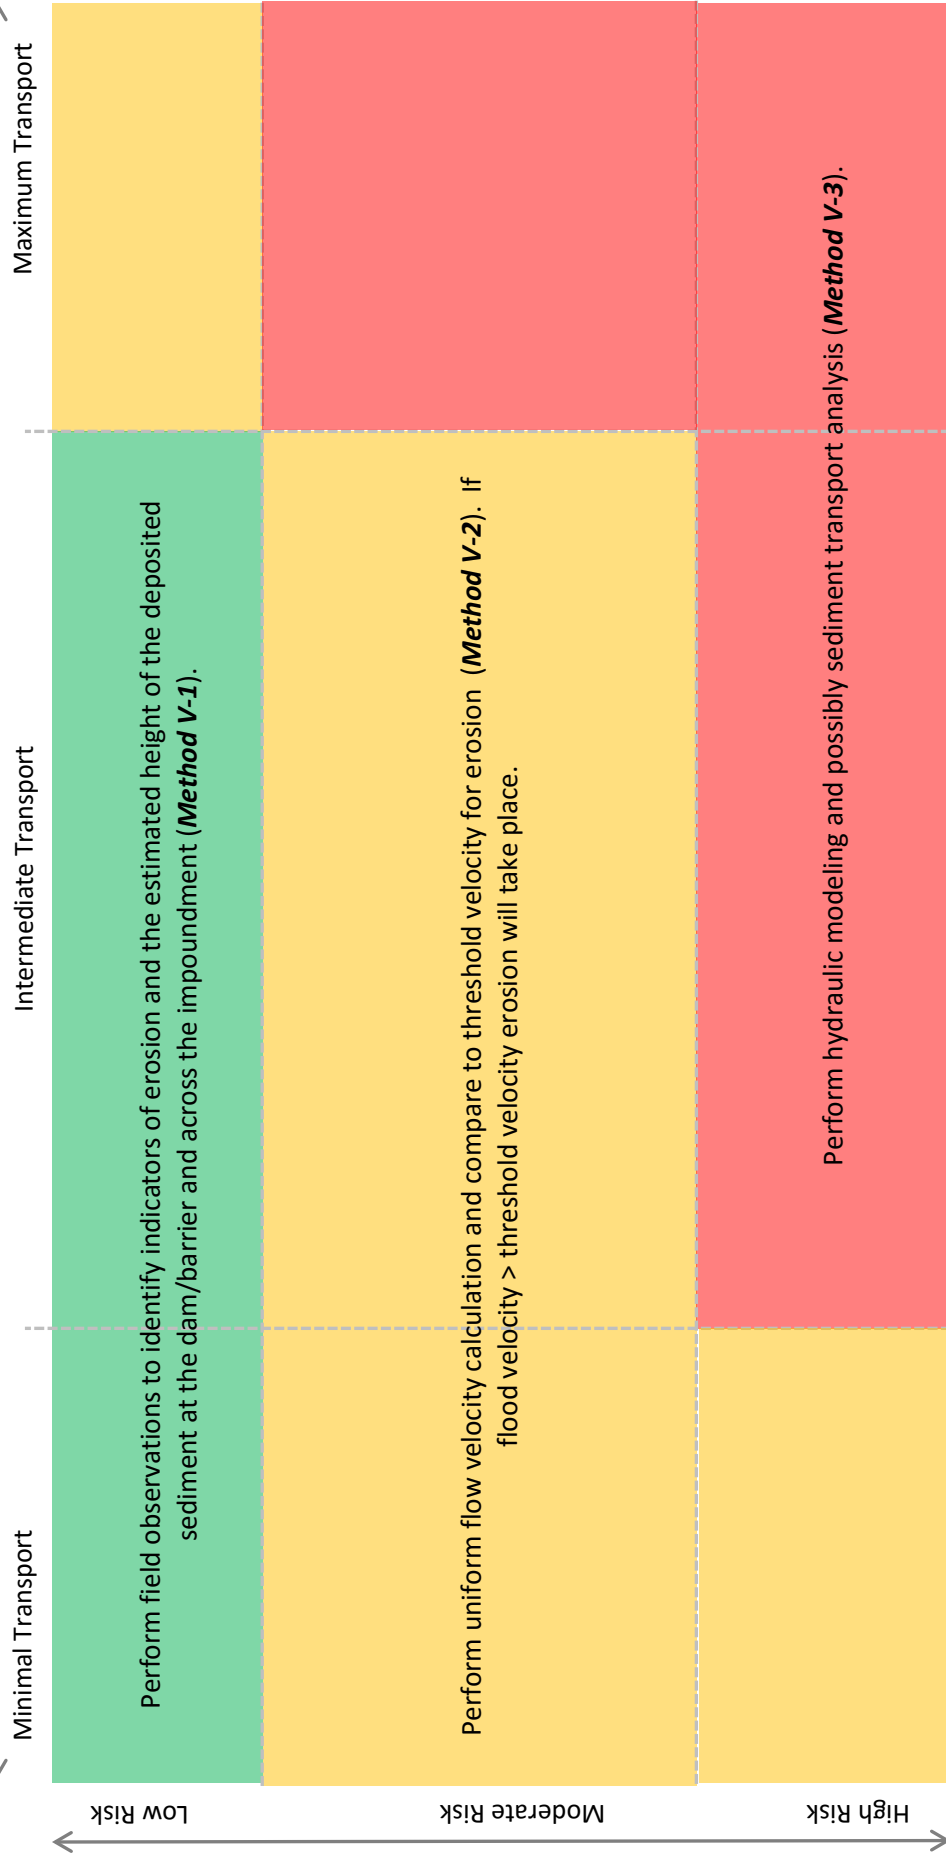 Minimal Transport
Intermediate Transport
Maximum Transport
Low Risk
Perform field observations to identify indicators of erosion and the estimated height of the deposited
sediment at the dam/barrier and across the impoundment (Method V-1).
Moderate Risk
Perform uniform flow velocity calculation and compare to threshold velocity for erosion (Method V-2). If
flood velocity > threshold velocity erosion will take place.
High Risk
Perform hydraulic modeling and possibly sediment transport analysis (Method V-3).